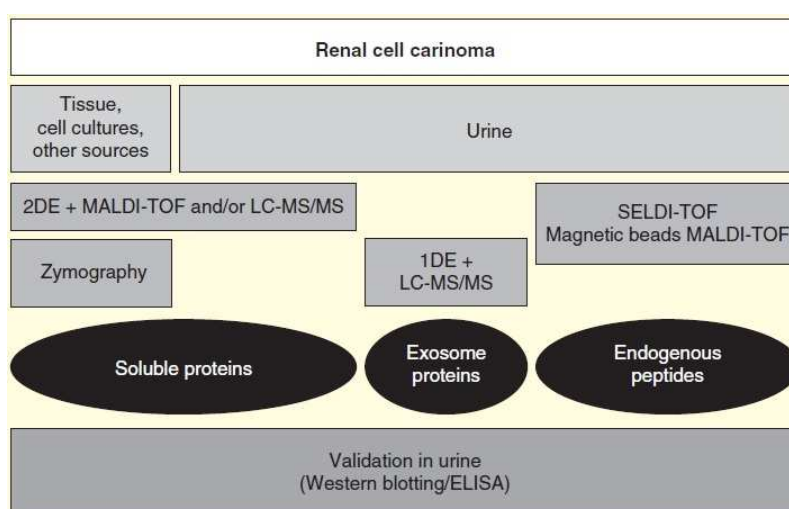 Renal cell carinoma
Tissue,
cell cultures,
other sources
Urine
2DE + MALDI-TOF and/or LC-MS/MS
SELDI-TOF
Magnetic beads MALDI-TOF
Zymography
1DE +
LC-MS/MS
Soluble proteins
Exosome
proteins
Endogenous
peptides
Validation in urine
(Western blotting/ELISA)